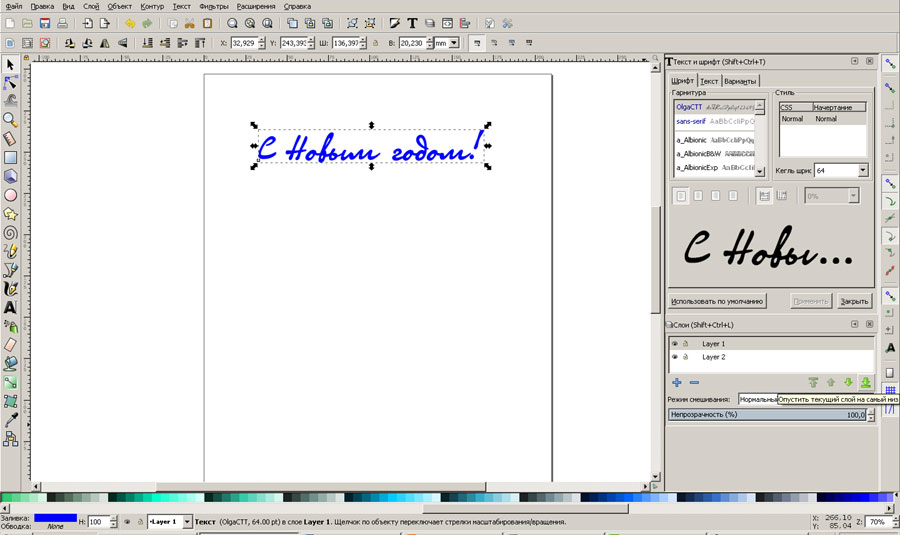 Файл Правка Вид Слой Объект Контур Текст Фильтры Расширения Справка
X: 32,929 Y: 243,393 Ш: 136,397 В: 20,230 mm
Текст и шрифт (Shift+Ctrl+T)
Шрифт Текст Варианты
Гарнитура Стиль
OlgaCTT CSS Начертание
sans-serif AaBbCcIiPpQq Normal Normal
a_Albionic AaBbCcIiPpQ
a_AlbionicB&W
a_AlbionicExp Кегль шриф 64
0%
С Новым годом!
С Новы...
Использовать по умолчанию Применить Закрыть
Слои (Shift+Ctrl+L)
Layer 1
Layer 2
Режим смешивания: Нормальны Опустить текущий слой на самый низ
Непрозрачность (%) 100,0
Заливка: Н: 100 Layer 1 Текст (OlgaCTT, 64.00 pt) в слое Layer 1. Щелчок по объекту переключает стрелки масштабирования/вращения. X: 266,10 Z: 70%
Обводка: None Y: 85,04